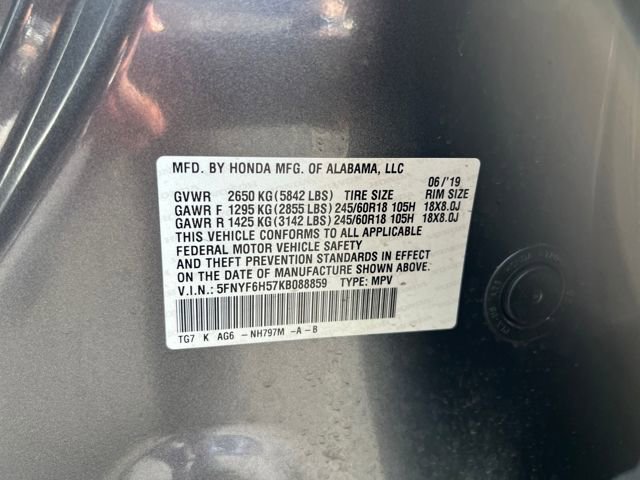 MFD. BY HONDA MFG. OF ALABAMA, LLC
06/'19
GVWR 2650 KG (5842 LBS) TIRE SIZE RIM SIZE
GAWR F 1295 KG (2855 LBS) 245/60R18 105H 18X8.0J
GAWR R 1425 KG (3142 LBS) 245/60R18 105H 18X8.0J
THIS VEHICLE CONFORMS TO ALL APPLICABLE
FEDERAL MOTOR VEHICLE SAFETY
AND THEFT PREVENTION STANDARDS IN EFFECT
ON THE DATE OF MANUFACTURE SHOWN ABOVE.
V.I.N.: 5FNYF6H57KB088859 TYPE: MPV
TG7 K AG6 -NH797M -A-B